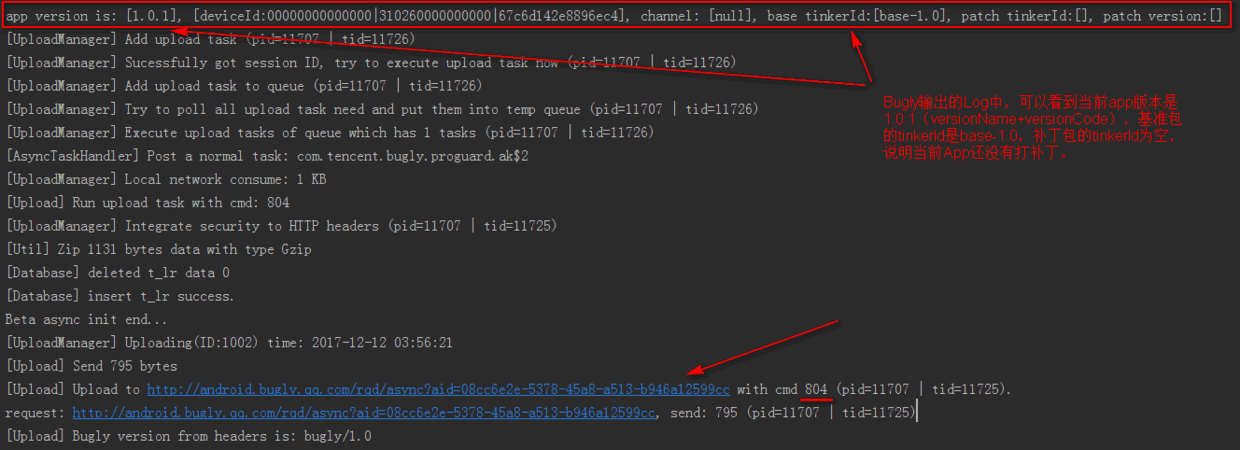 app version is: [1.0.1], [deviceId:00000000000000|310260000000000|67c6d142e8896ec4], channel: [null], base tinkerId:[base-1.0], patch tinkerId:[], patch version:[]
[UploadManager] Add upload task (pid=11707 | tid=11726)
[UploadManager] Sucessfully got session ID, try to execute upload task now (pid=11707 | tid=11726)
[UploadManager] Add upload task to queue (pid=11707 | tid=11726)
[UploadManager] Try to poll all upload task need and put them into temp queue (pid=11707 | tid=11726)
[UploadManager] Execute upload tasks of queue which has 1 tasks (pid=11707 | tid=11726)
Bugly输出的Log中，可以看到当前app版本是
1.0.1（versionName+versionCode），基准包
的tinkerId是base-1.0，补丁包的tinkerId为空，
说明当前App还没有打补丁。
[AsyncTaskHandler] Post a normal task: com.tencent.bugly.proguard.ak$2
[UploadManager] Local network consume: 1 KB
[Upload] Run upload task with cmd: 804
[UploadManager] Integrate security to HTTP headers (pid=11707 | tid=11725)
[Util] Zip 1131 bytes data with type Gzip
[Database] deleted t_lr data 0
[Database] insert t_lr success.
Beta async init end...
[UploadManager] Uploading(ID:1002) time: 2017-12-12 03:56:21
[Upload] Send 795 bytes
[Upload] Upload to http://android.bugly.qq.com/rqd/async?aid=08cc6e2e-5378-45a8-a513-b946a12599cc with cmd 804 (pid=11707 | tid=11725).
request: http://android.bugly.qq.com/rqd/async?aid=08cc6e2e-5378-45a8-a513-b946a12599cc, send: 795 (pid=11707 | tid=11725)
[Upload] Bugly version from headers is: bugly/1.0